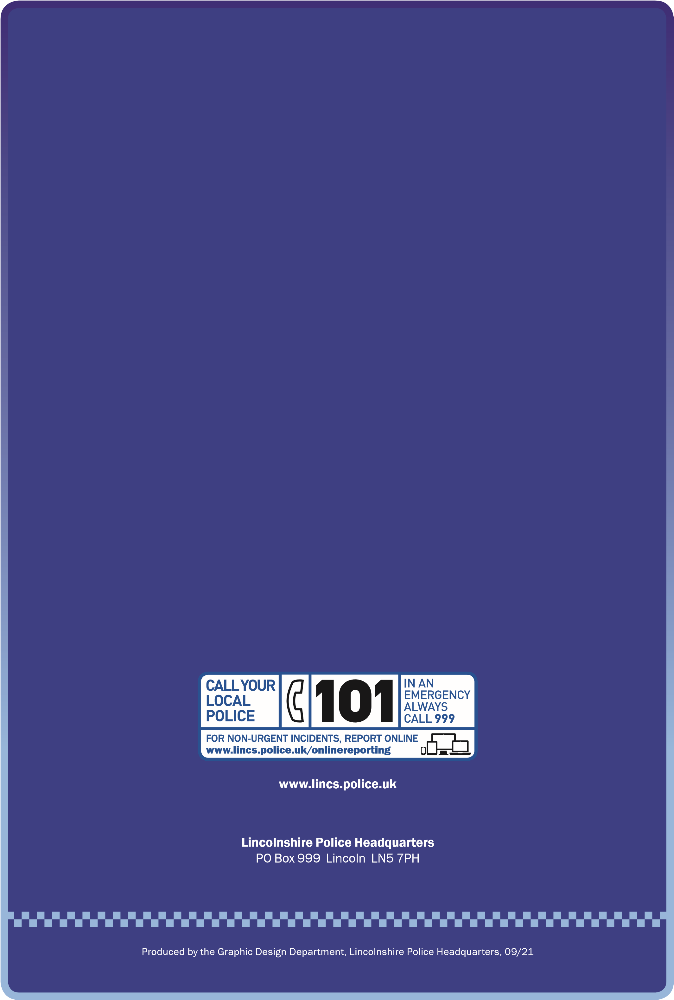 CALL YOUR
LOCAL
POLICE
101
IN AN
EMERGENCY
ALWAYS
CALL 999
FOR NON-URGENT INCIDENTS, REPORT ONLINE
www.lincs.police.uk/onlinereporting
www.lincs.police.uk
Lincolnshire Police Headquarters
PO Box 999 Lincoln LN5 7PH
Produced by the Graphic Design Department, Lincolnshire Police Headquarters, 09/21